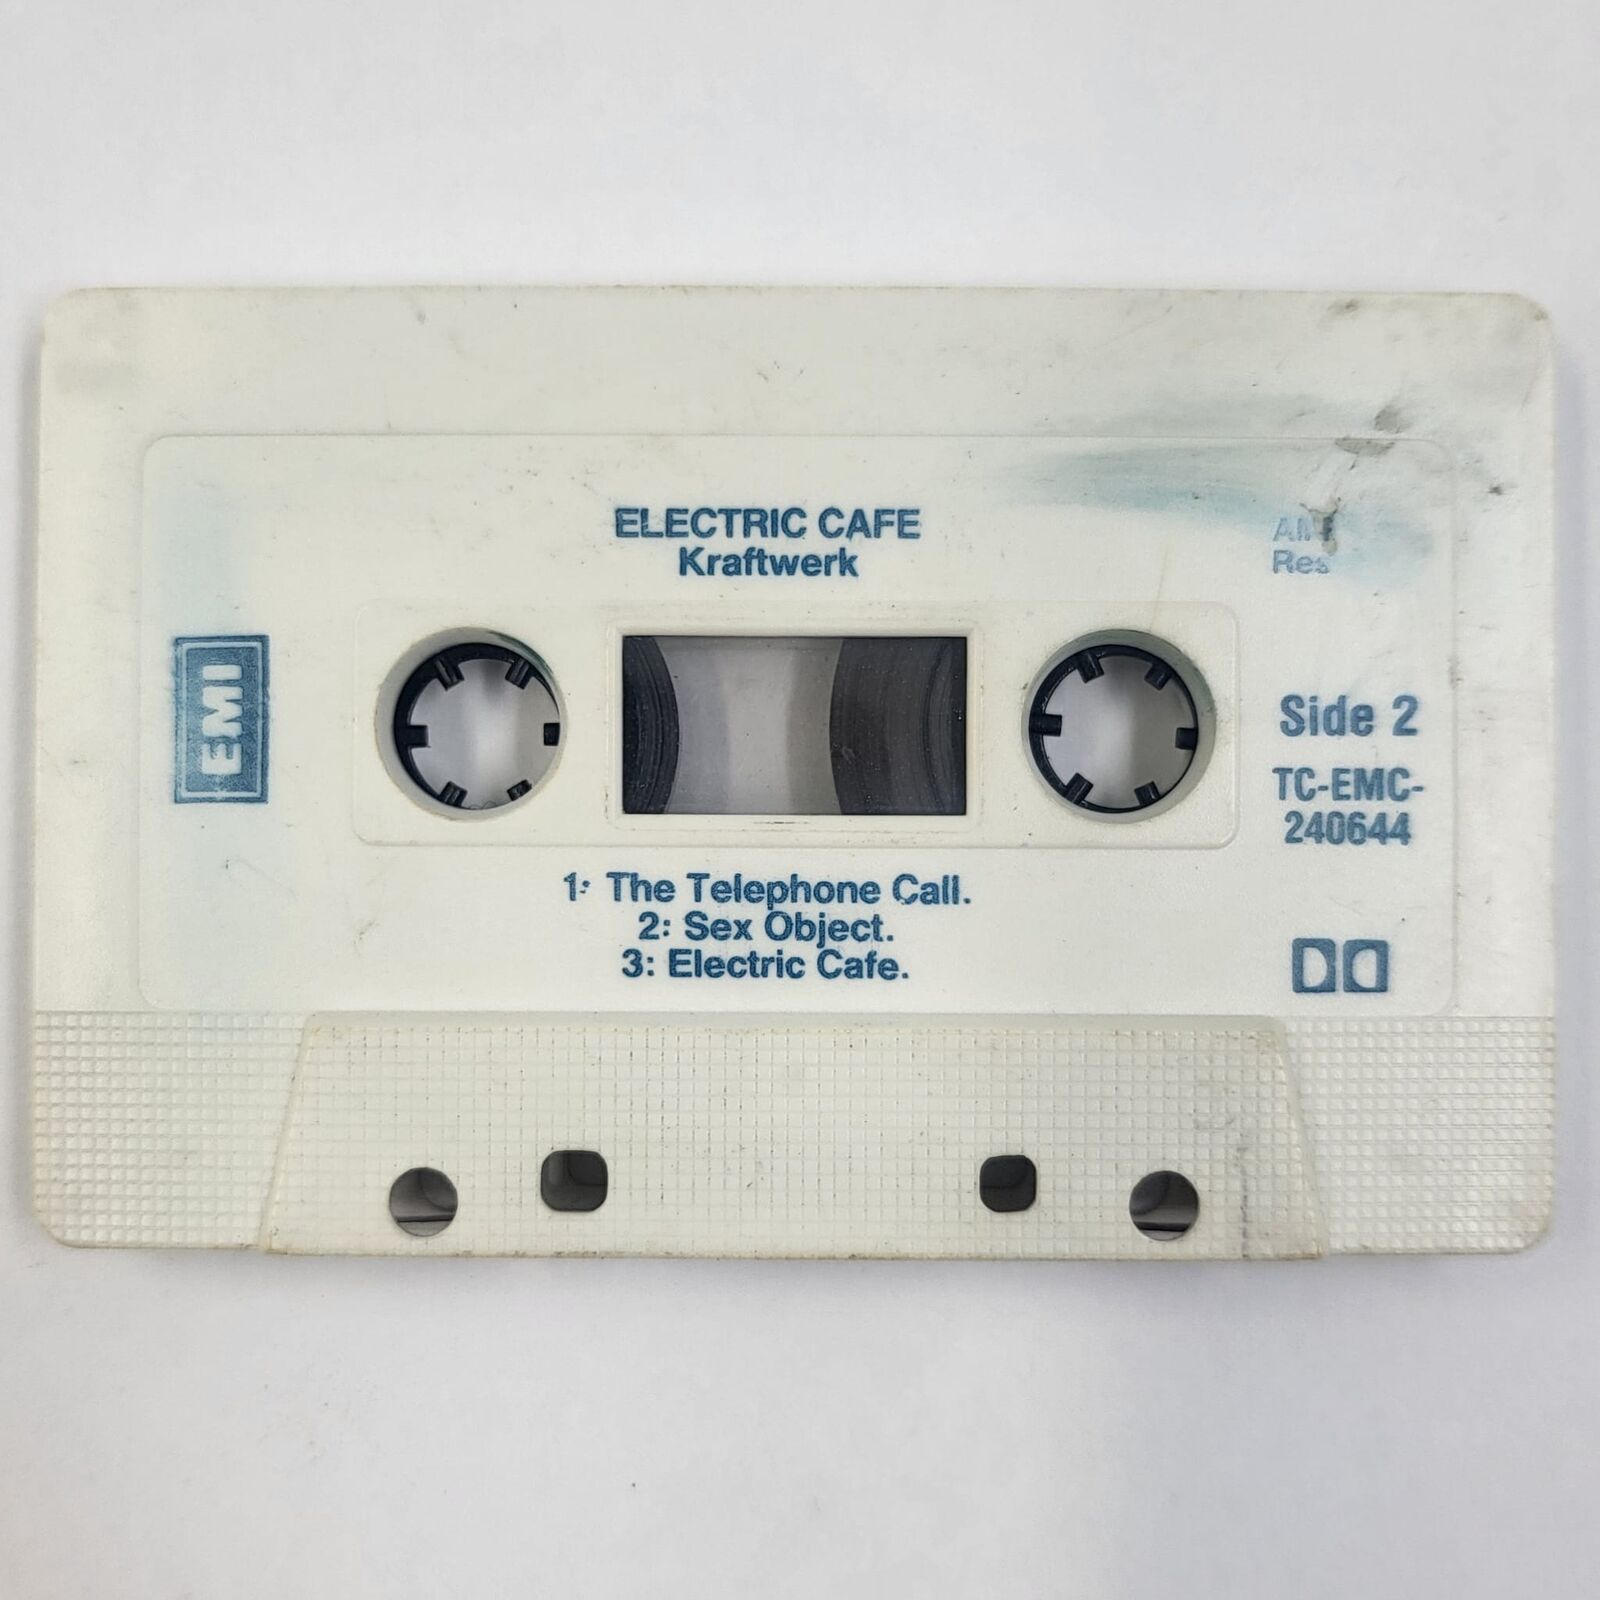 ELECTRIC CAFE
Kraftwerk
EMI
Side 2
TC-EMC-
240644
1: The Telephone Call.
2: Sex Object.
3: Electric Cafe.